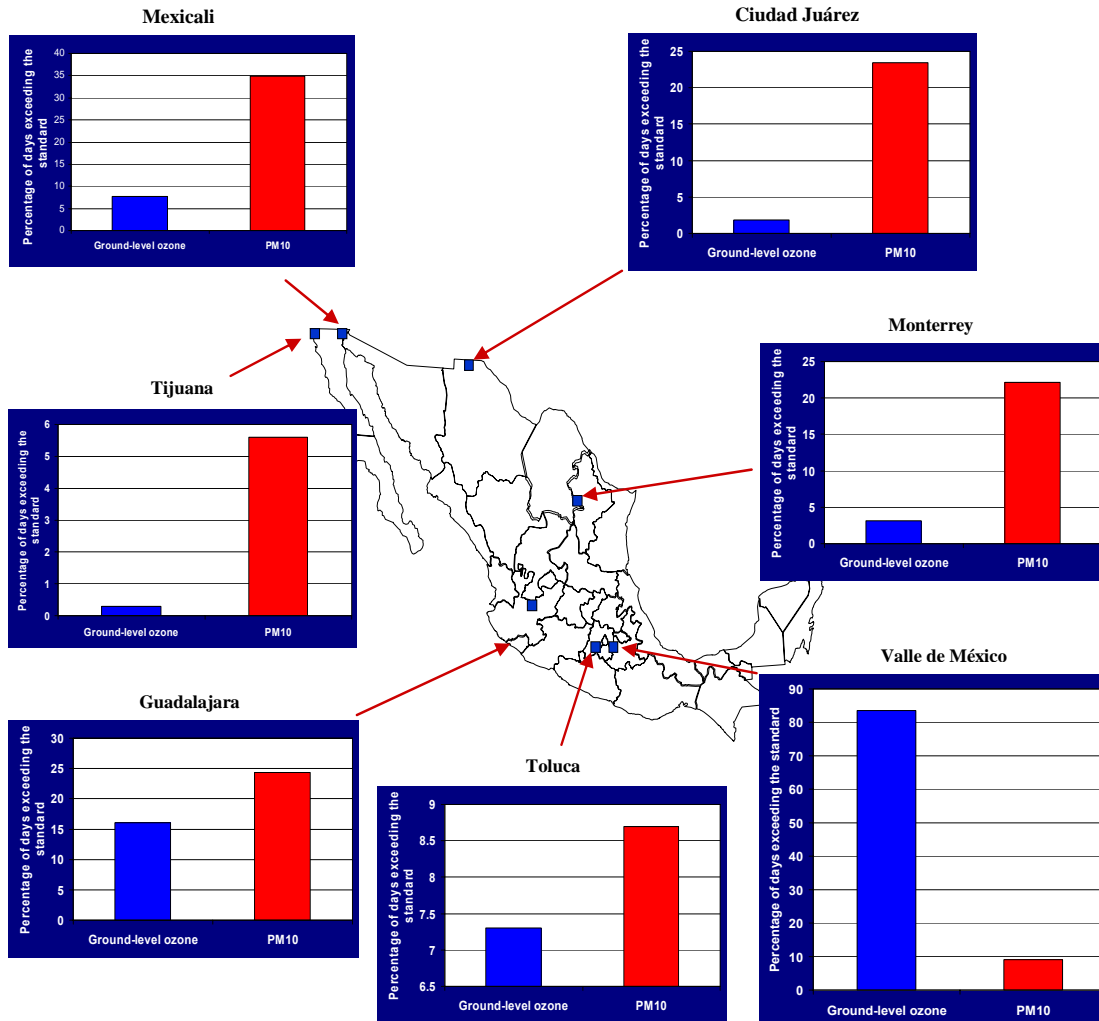 Mexicali
Percentage of days exceeding the
standard
40
35
30
25
20
15
10
5
0
Ground-level ozone
PM10
Ciudad Juárez
Percentage of days exceeding the
standard
25
20
15
10
5
0
Ground-level ozone
PM10
Tijuana
Percentage of days exceeding the
standard
6
5
4
3
2
1
0
Ground-level ozone
PM10
Monterrey
Percentage of days exceeding the
standard
25
20
15
10
5
0
Ground-level ozone
PM10
Guadalajara
Percentage of days exceeding the
standard
30
25
20
15
10
5
0
Ground-level ozone
PM10
Toluca
Percentage of days exceeding the
standard
9
8.5
8
7.5
7
6.5
Ground-level ozone
PM10
Valle de México
Percentage of days exceeding the standard
90
80
70
60
50
40
30
20
10
0
Ground-level ozone
PM10